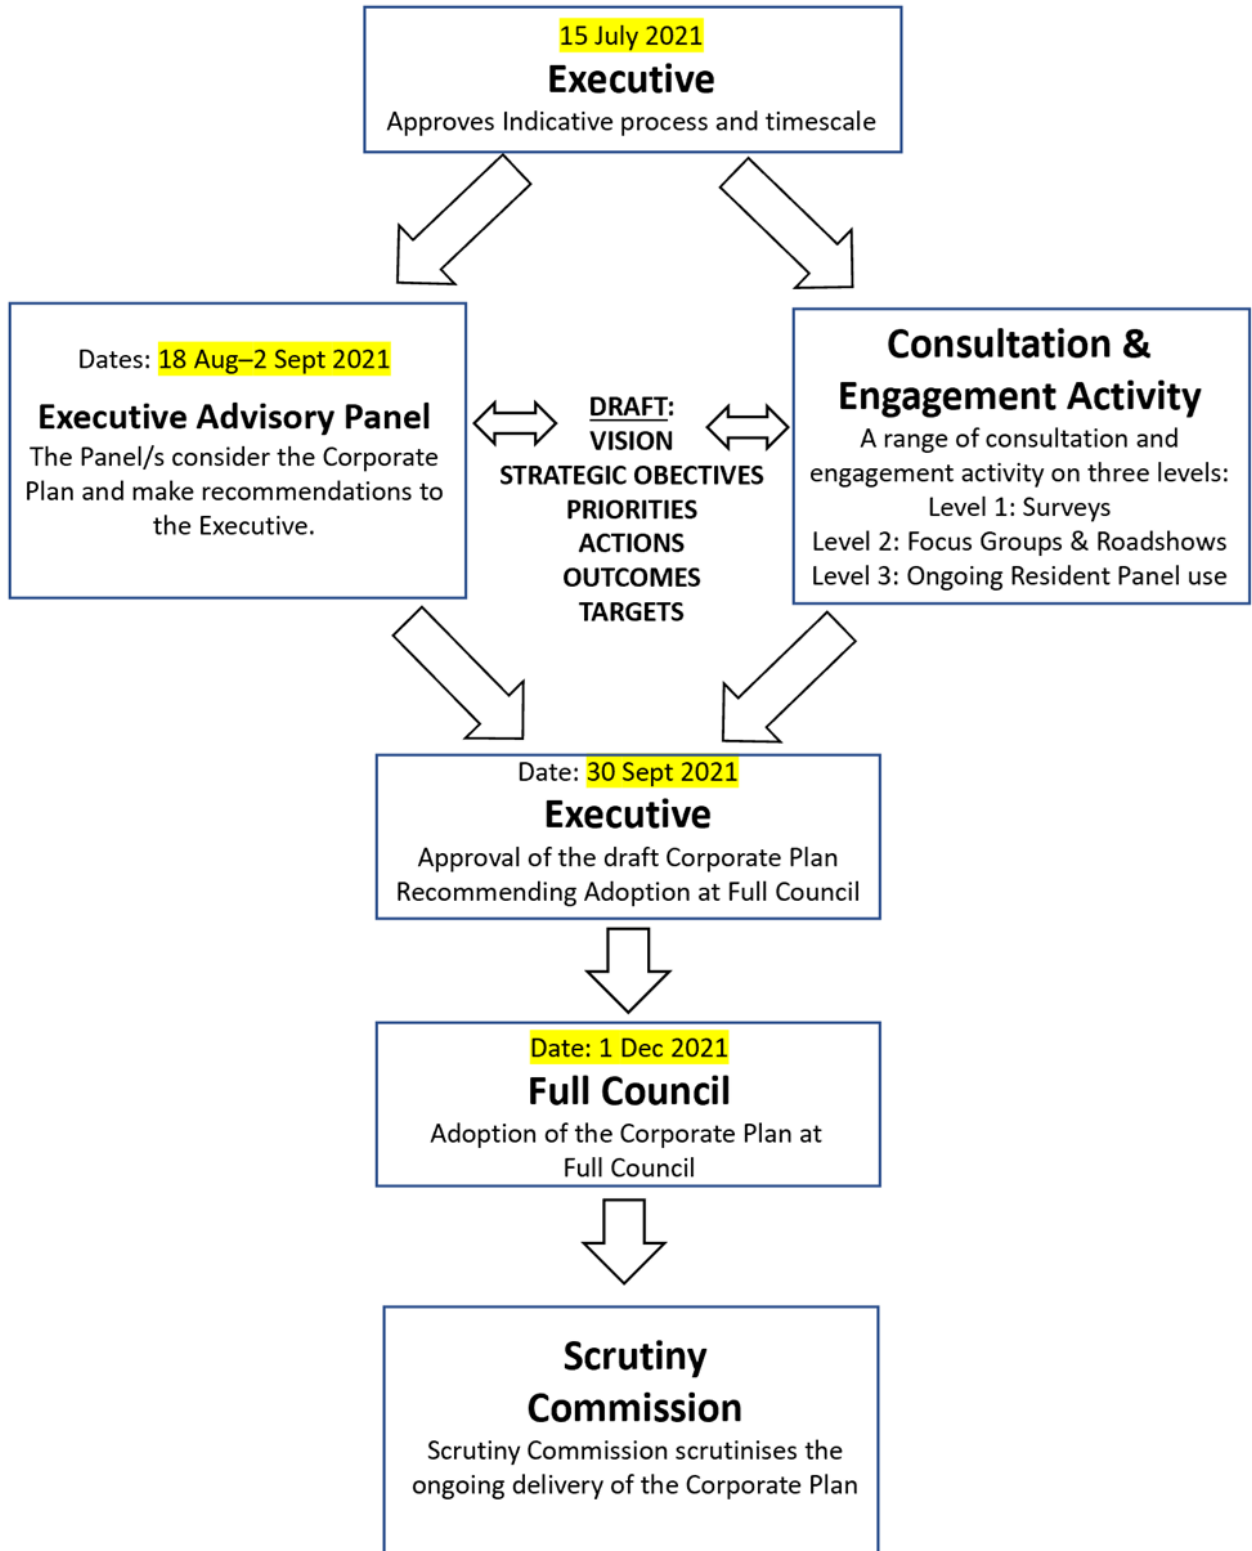 15 July 2021
Executive
Approves Indicative process and timescale
Dates: 18 Aug–2 Sept 2021
Executive Advisory Panel
The Panel/s consider the Corporate
Plan and make recommendations to
the Executive.
DRAFT:
VISION
STRATEGIC OBECTIVES
PRIORITIES
ACTIONS
OUTCOMES
TARGETS
Consultation &
Engagement Activity
A range of consultation and
engagement activity on three levels:
Level 1: Surveys
Level 2: Focus Groups & Roadshows
Level 3: Ongoing Resident Panel use
Date: 30 Sept 2021
Executive
Approval of the draft Corporate Plan
Recommending Adoption at Full Council
Date: 1 Dec 2021
Full Council
Adoption of the Corporate Plan at
Full Council
Scrutiny
Commission
Scrutiny Commission scrutinises the
ongoing delivery of the Corporate Plan